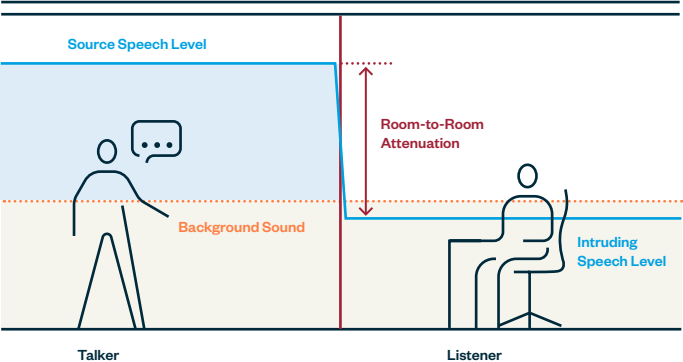 Source Speech Level
Room-to-Room
Attenuation
Background Sound
Intruding
Speech Level
Talker
Listener